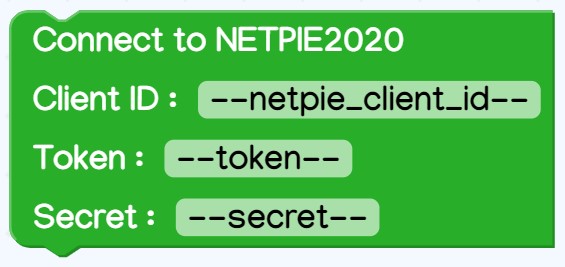 Connect to NETPIE2020
Client ID : --netpie_client_id--
Token : --token--
Secret : --secret--